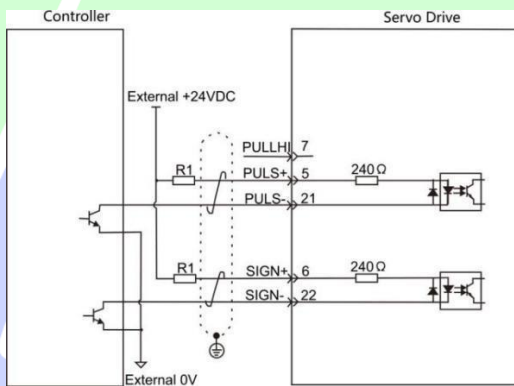 Controller
Servo Drive
External +24VDC
PULLHI 7
R1
PULS+ 5
240Ω
PULS- 21
R1
SIGN+ 6
240Ω
SIGN- 22
External 0V